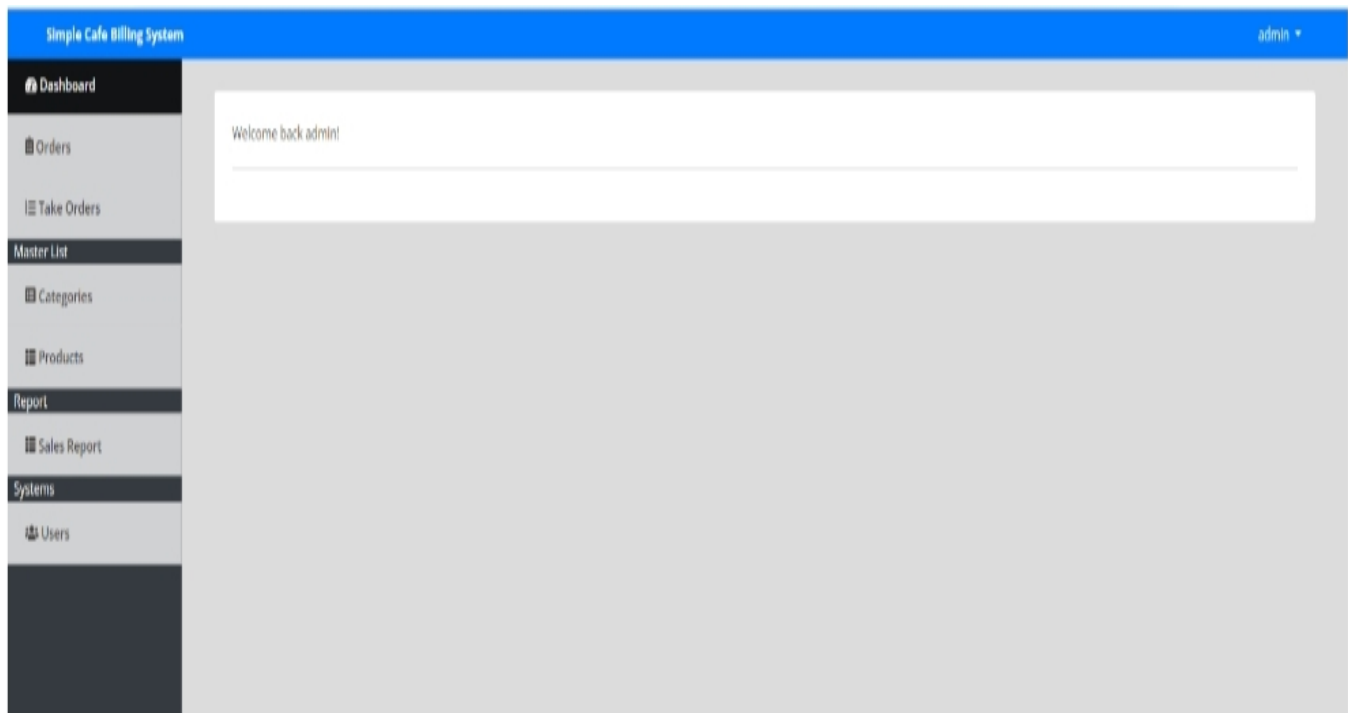 Simple Cafe Billing System
admin
Dashboard
Welcome back admin!
Orders
Take Orders
Master List
Categories
Products
Report
Sales Report
Systems
Users